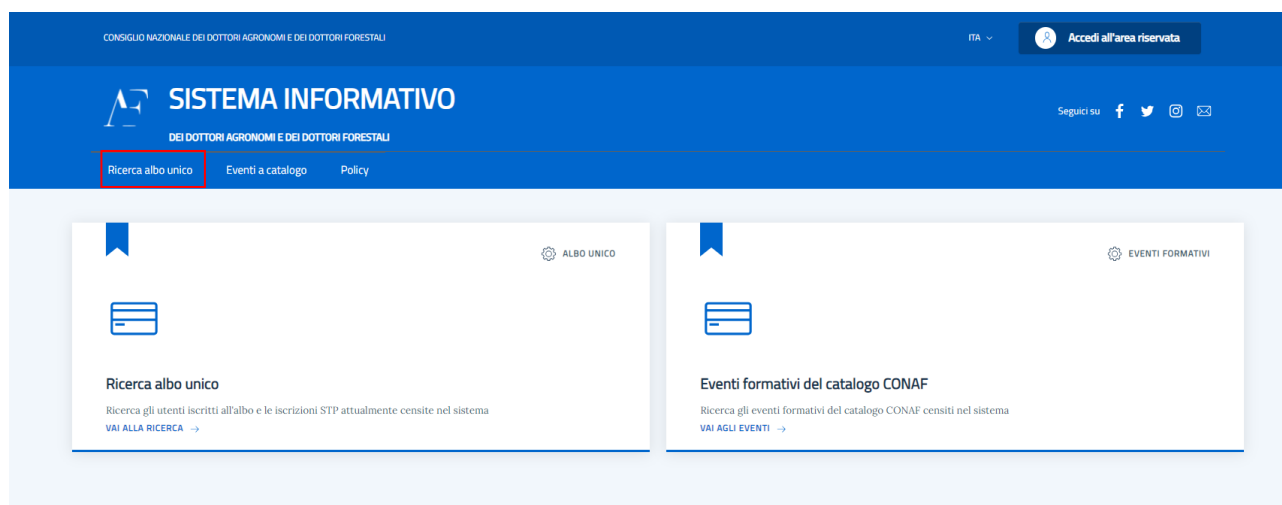 CONSIGLIO NAZIONALE DEI DOTTORI AGRONOMI E DEI DOTTORI FORESTALI
ITA
Accedi all'area riservata
SISTEMA INFORMATIVO
DEI DOTTORI AGRONOMI E DEI DOTTORI FORESTALI
Seguici su
Ricerca albo unico Eventi a catalogo Policy
ALBO UNICO
Ricerca albo unico
Ricerca gli utenti iscritti all'albo e le iscrizioni STP attualmente censite nel sistema
VAI ALLA RICERCA →
EVENTI FORMATIVI
Eventi formativi del catalogo CONAF
Ricerca gli eventi formativi del catalogo CONAF censiti nel sistema
VAI AGLI EVENTI →